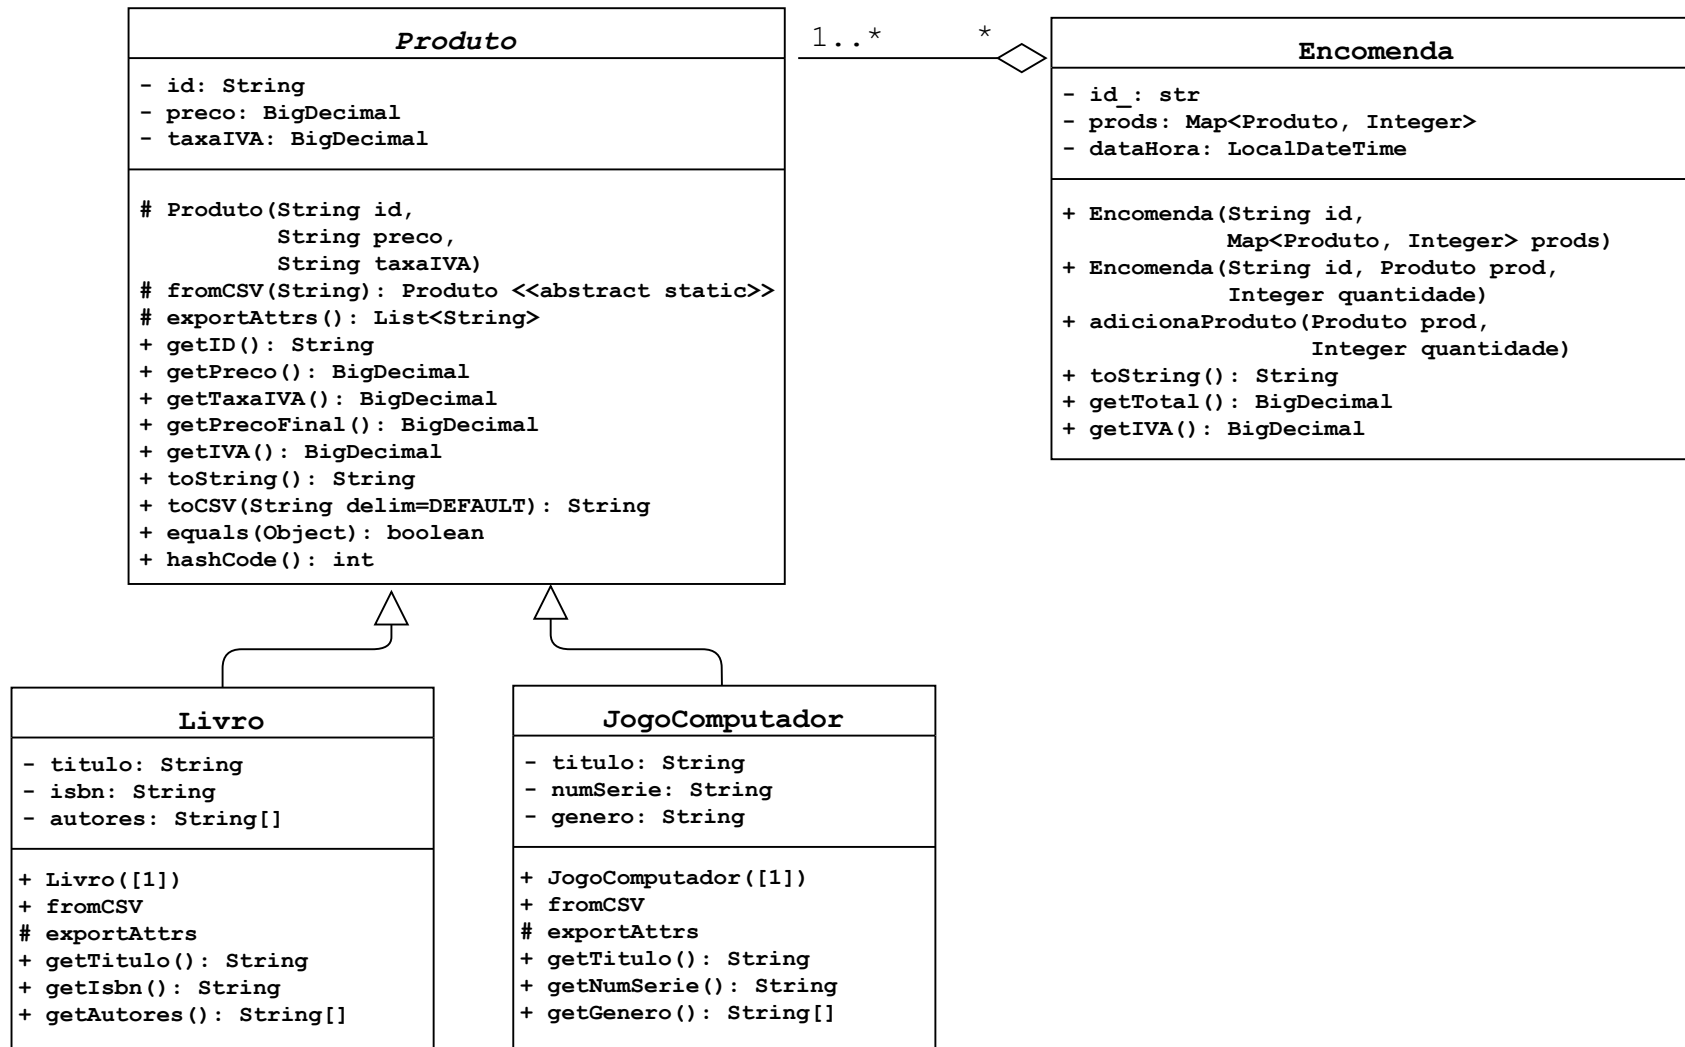 Produto
- id: String
- preco: BigDecimal
- taxaIVA: BigDecimal
# Produto(String id,
String preco,
String taxaIVA)
# fromCSV(String): Produto <<abstract static>>
# exportAttrs(): List<String>
+ getID(): String
+ getPreco(): BigDecimal
+ getTaxaIVA(): BigDecimal
+ getPrecoFinal(): BigDecimal
+ getIVA(): BigDecimal
+ toString(): String
+ toCSV(String delim=DEFAULT): String
+ equals(Object): boolean
+ hashCode(): int
1..*
*
Encomenda
- id_: str
- prods: Map<Produto, Integer>
- dataHora: LocalDateTime
+ Encomenda(String id,
Map<Produto, Integer> prods)
+ Encomenda(String id, Produto prod,
Integer quantidade)
+ adicionaProduto(Produto prod,
Integer quantidade)
+ toString(): String
+ getTotal(): BigDecimal
+ getIVA(): BigDecimal
Livro
- titulo: String
- isbn: String
- autores: String[]
+ Livro([1])
+ fromCSV
# exportAttrs
+ getTitulo(): String
+ getIsbn(): String
+ getAutores(): String[]
JogoComputador
- titulo: String
- numSerie: String
- genero: String
+ JogoComputador([1])
+ fromCSV
# exportAttrs
+ getTitulo(): String
+ getNumSerie(): String
+ getGenero(): String[]